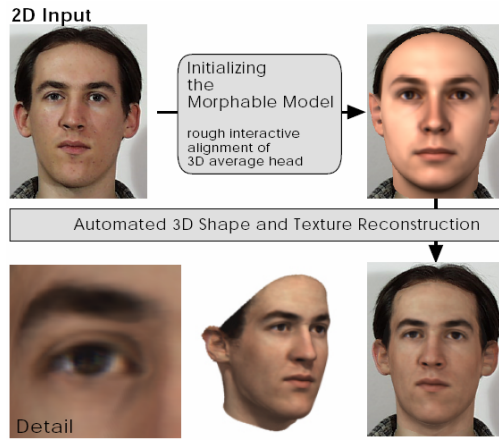 2D Input
Initializing
the
Morphable Model
rough interactive
alignment of
3D average head
Automated 3D Shape and Texture Reconstruction
Detail